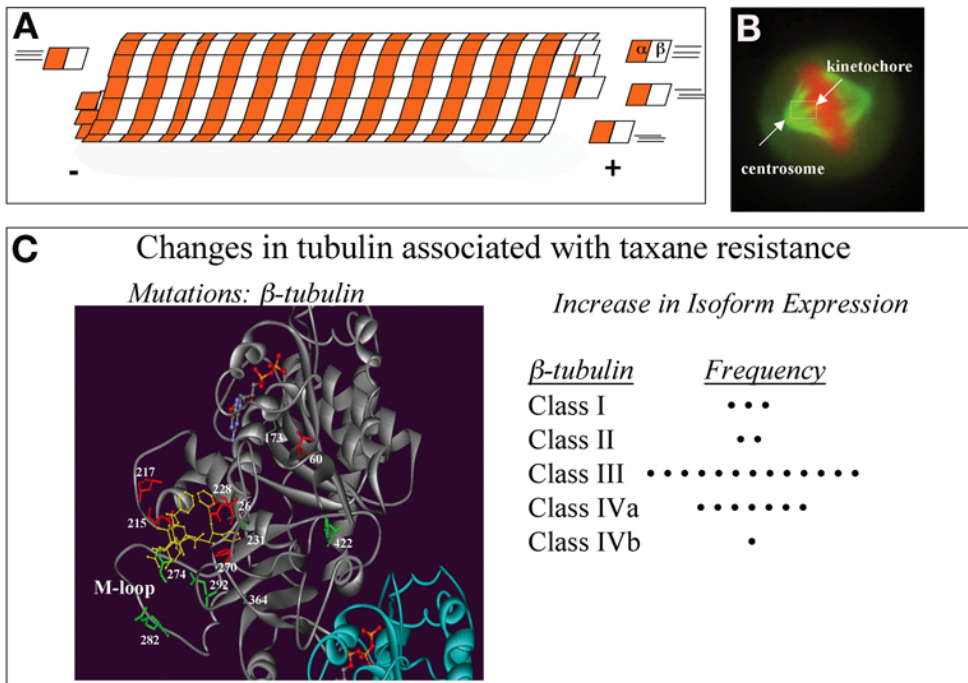 A
α β
-
+
B
kinetochore
centrosome
C Changes in tubulin associated with taxane resistance
Mutations: β-tubulin
173
60
217
228
26
215
231
422
270
274
292
M-loop
364
282
Increase in Isoform Expression
β-tubulin Frequency
Class I • • •
Class II • •
Class III • • • • • • • • • • • • •
Class IVa • • • • • • •
Class IVb •